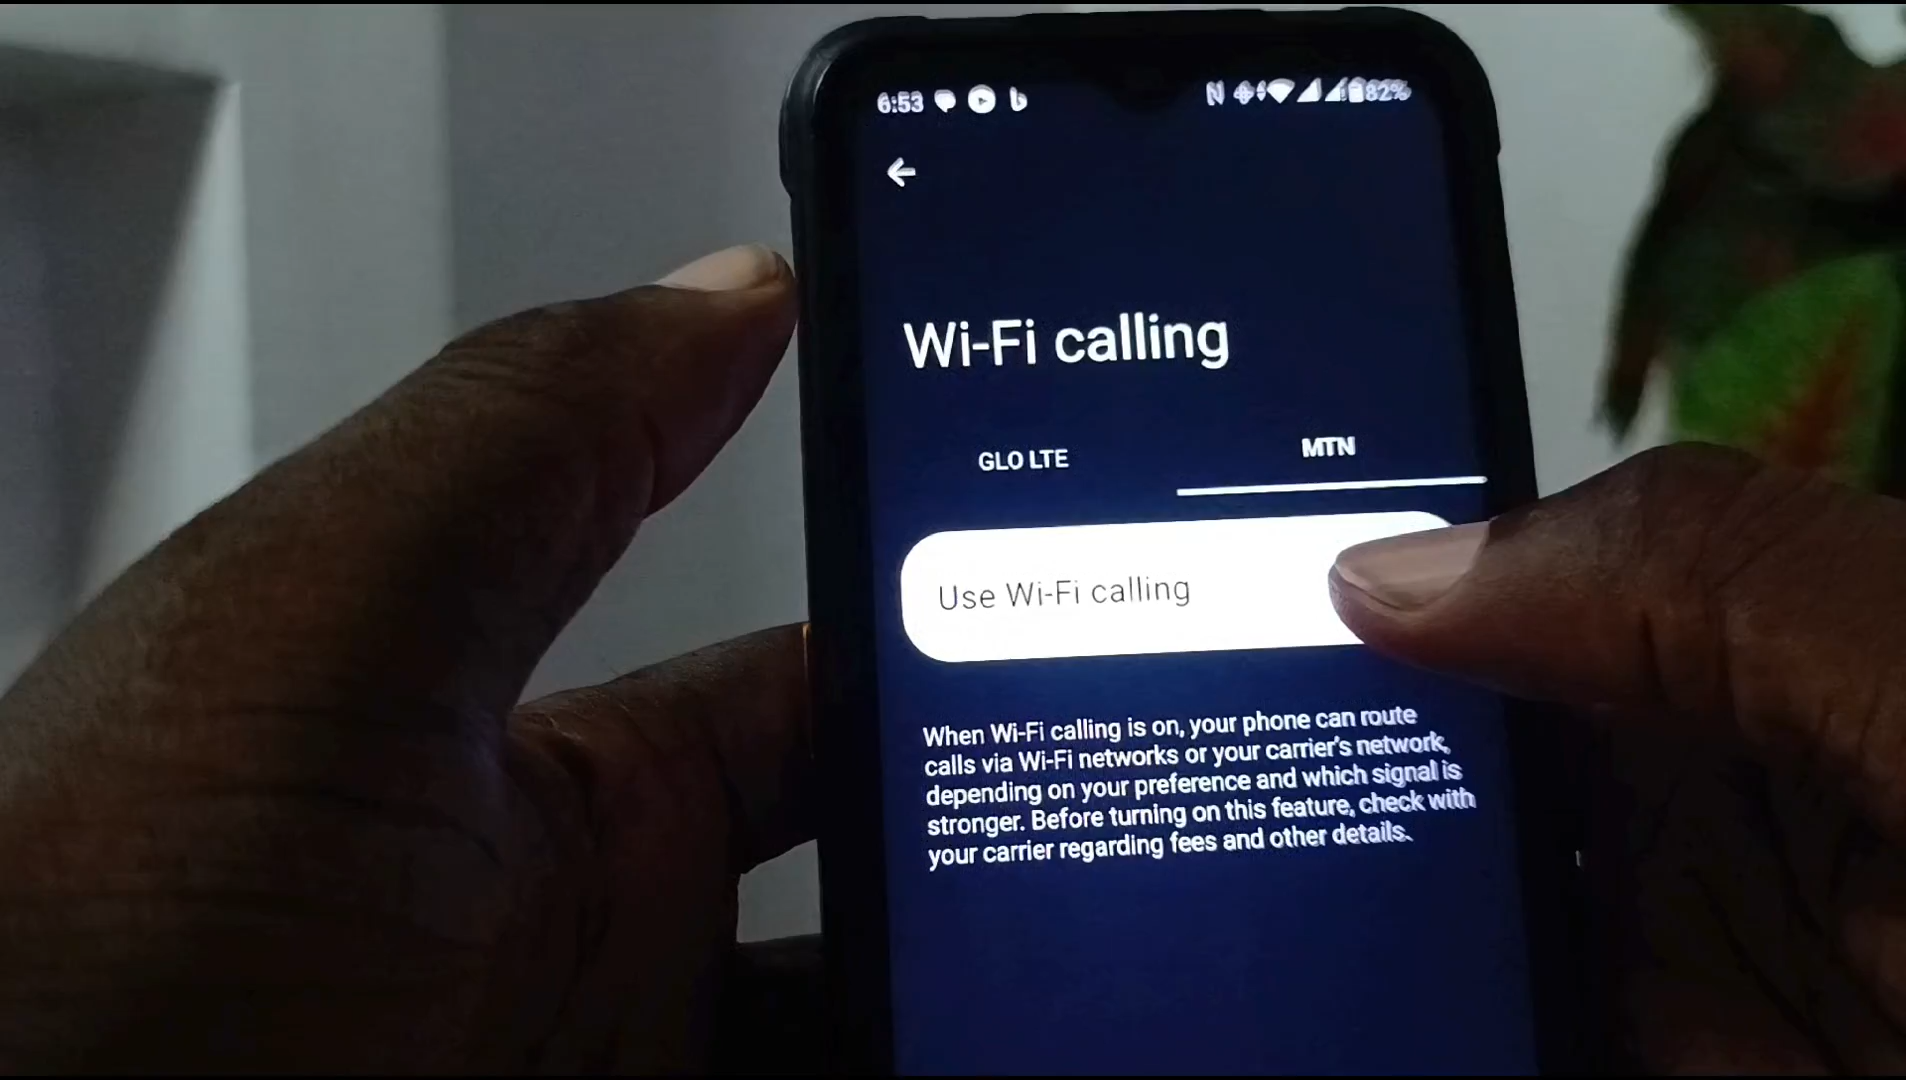 6:53
82%
Wi-Fi calling
GLO LTE
MTN
Use Wi-Fi calling
When Wi-Fi calling is on, your phone can route
calls via Wi-Fi networks or your carrier's network,
depending on your preference and which signal is
stronger. Before turning on this feature, check with
your carrier regarding fees and other details.